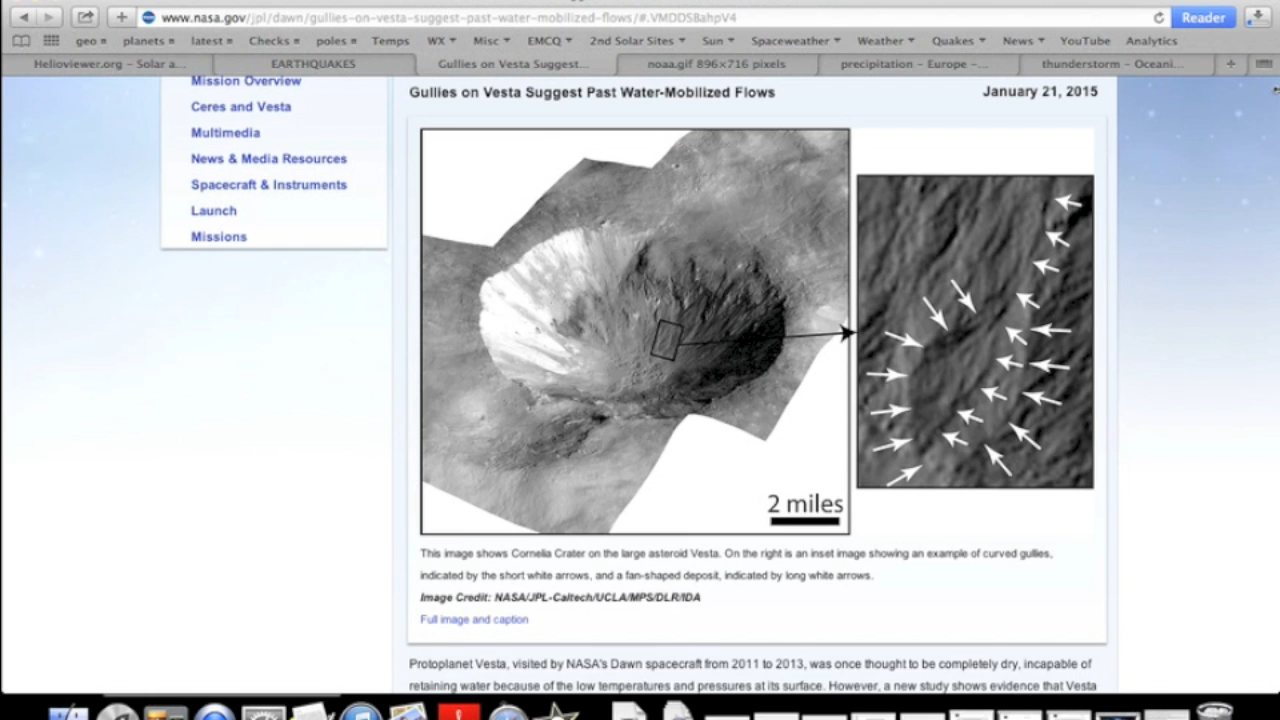 www.nasa.gov/jpl/dawn/gullies-on-vesta-suggest-past-water-mobilized-flows/#.VMDDSBahpV4
Reader
geo planets latest Checks poles Temps WX Misc EMCQ 2nd Solar Sites Sun Spaceweather Weather Quakes News YouTube Analytics
Helioviewer.org – Solar a... EARTHQUAKES Gullies on Vesta Suggest... noaa.gif 896×716 pixels precipitation – Europe –... thunderstorm – Oceani...
Mission Overview
Ceres and Vesta
Multimedia
News & Media Resources
Spacecraft & Instruments
Launch
Missions
Gullies on Vesta Suggest Past Water-Mobilized Flows January 21, 2015
2 miles
This image shows Cornelia Crater on the large asteroid Vesta. On the right is an inset image showing an example of curved gullies,
indicated by the short white arrows, and a fan-shaped deposit, indicated by long white arrows.
Image Credit: NASA/JPL-Caltech/UCLA/MPS/DLR/IDA
Full image and caption
Protoplanet Vesta, visited by NASA's Dawn spacecraft from 2011 to 2013, was once thought to be completely dry, incapable of
retaining water because of the low temperatures and pressures at its surface. However, a new study shows evidence that Vesta